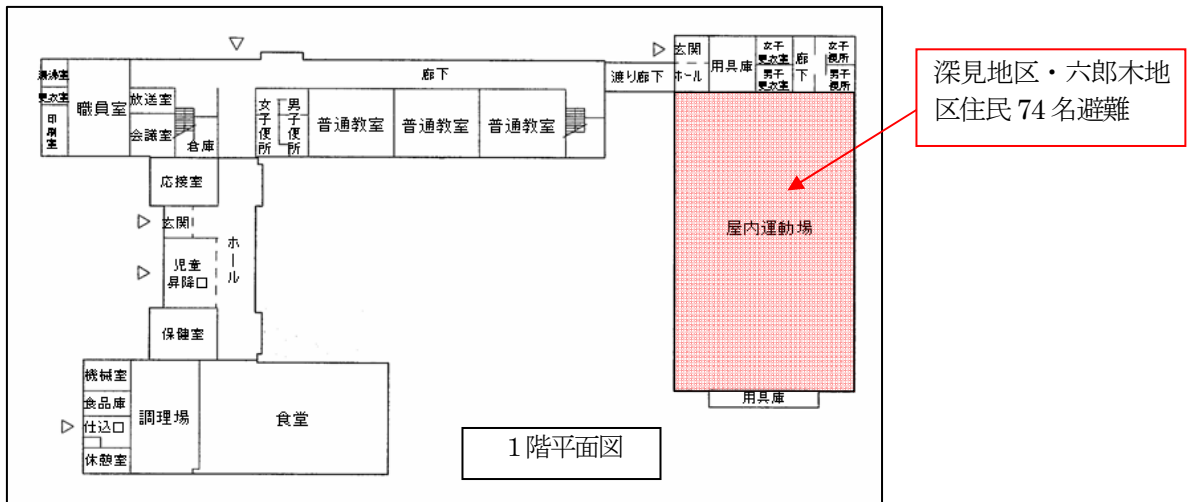 湯沸室
更衣室
印刷室
職員室
放送室
会議室
倉庫
女子便所
男子便所
廊下
普通教室
普通教室
普通教室
渡り廊下
玄関
ホール
用具庫
女子
更衣室
男子
更衣室
廊下
女子
便所
男子
便所
深見地区・六郎木地
区住民 74 名避難
屋内運動場
用具庫
応接室
玄関
児童
昇降口
ホール
保健室
機械室
食品庫
仕込口
休憩室
調理場
食堂
1階平面図